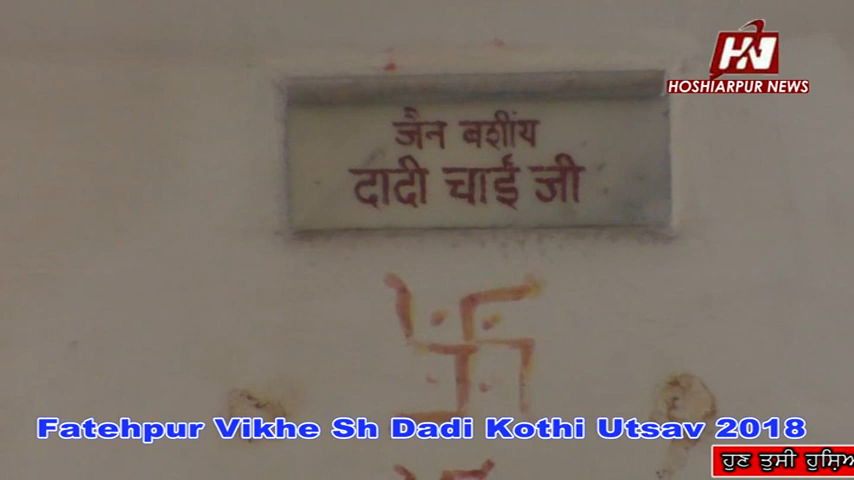 HN
HOSHIARPUR NEWS
जैन बशींय
दादी चाई जी
Fatehpur Vikhe Sh Dadi Kothi Utsav 2018
ਹੁਣ ਤੁਸੀ